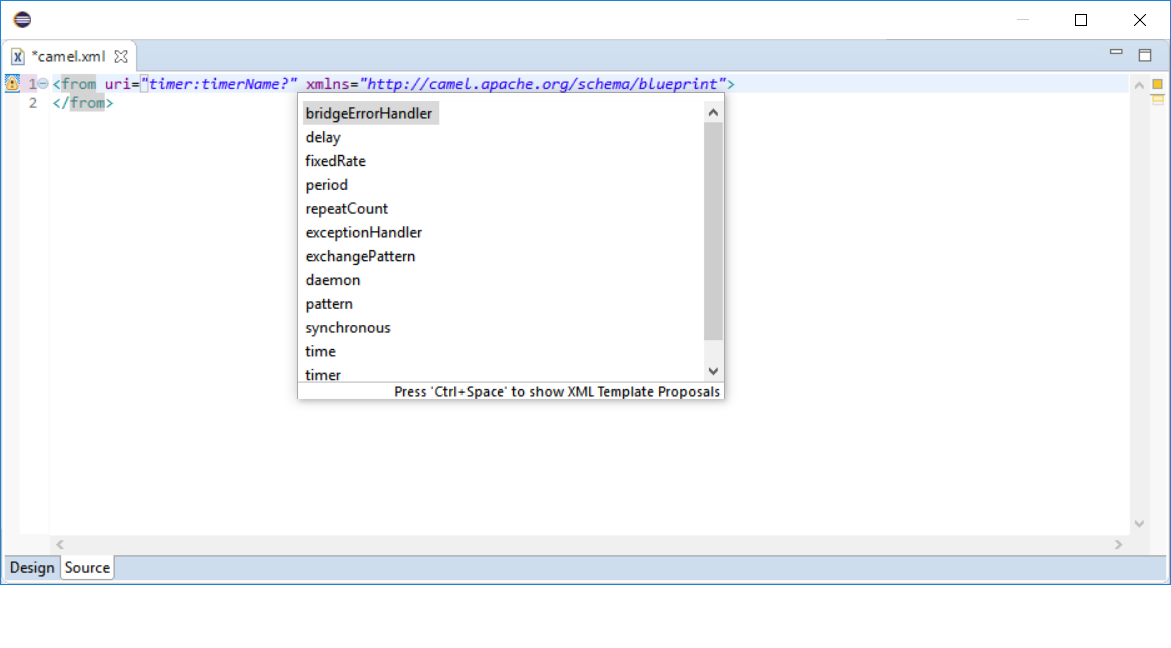 *camel.xml
1 <from uri="timer:timerName?" xmlns="http://camel.apache.org/schema/blueprint">
2 </from>
bridgeErrorHandler
delay
fixedRate
period
repeatCount
exceptionHandler
exchangePattern
daemon
pattern
synchronous
time
timer
Press 'Ctrl+Space' to show XML Template Proposals
Design Source